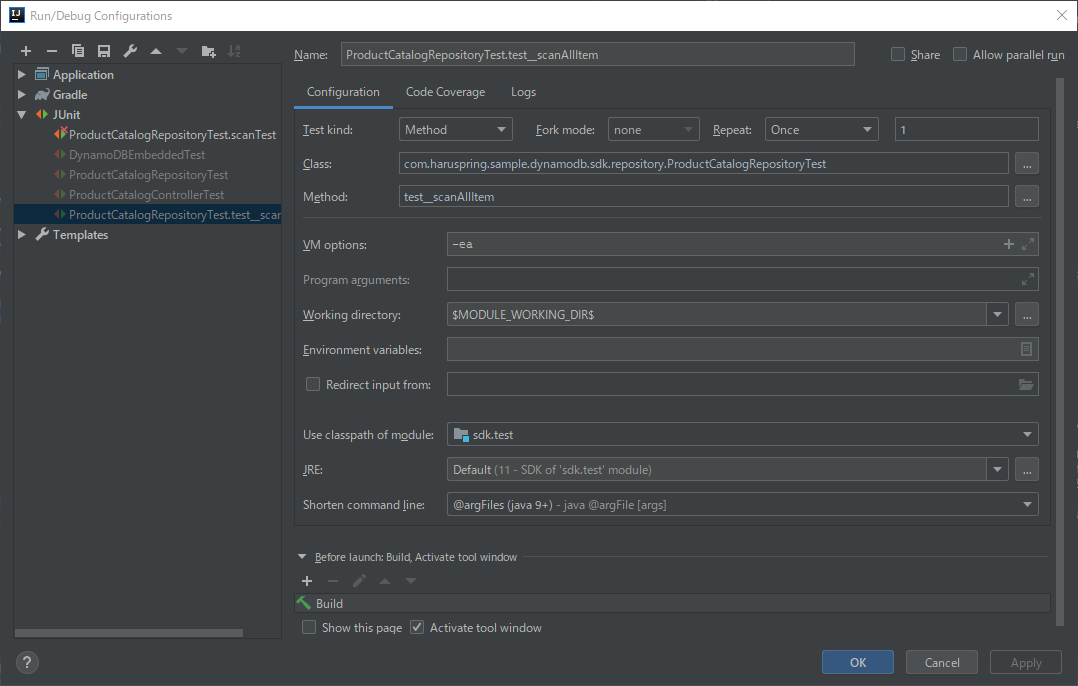 Run/Debug Configurations
Application
Gradle
JUnit
ProductCatalogRepositoryTest.scanTest
DynamoDBEmbeddedTest
ProductCatalogRepositoryTest
ProductCatalogControllerTest
ProductCatalogRepositoryTest.test__scan
Templates
Name: ProductCatalogRepositoryTest.test__scanAllItem Share Allow parallel run
Configuration Code Coverage Logs
Test kind: Method Fork mode: none Repeat: Once 1
Class: com.haruspring.sample.dynamodb.sdk.repository.ProductCatalogRepositoryTest ...
Method: test__scanAllItem ...
VM options: -ea
Program arguments:
Working directory: $MODULE_WORKING_DIR$ ...
Environment variables:
Redirect input from:
Use classpath of module: sdk.test
JRE: Default (11 - SDK of 'sdk.test' module) ...
Shorten command line: @argFiles (java 9+) - java @argFile [args]
Before launch: Build, Activate tool window
Build
Show this page Activate tool window
? OK Cancel Apply